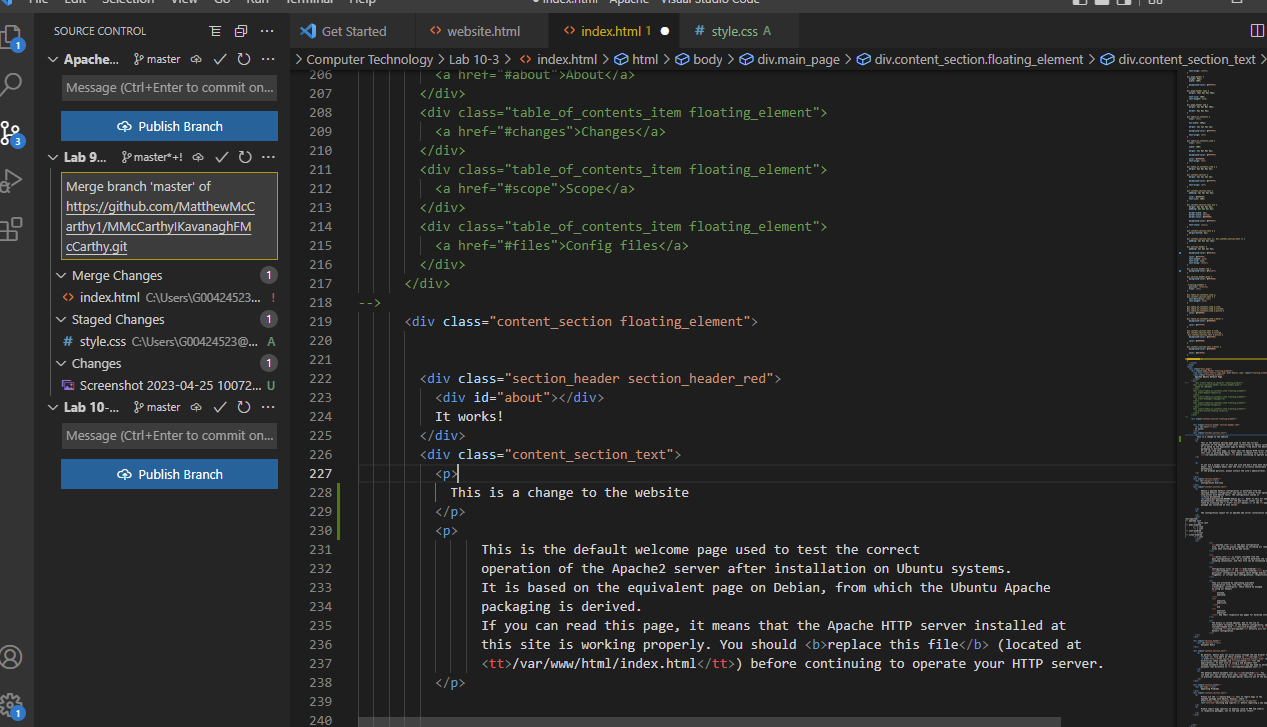 File Edit Selection View Go Run Terminal Help
index.html - Apache - Visual Studio Code
SOURCE CONTROL
Apache... master
Message (Ctrl+Enter to commit on...
Publish Branch
Lab 9... master*+!
Merge branch 'master' of
https://github.com/MatthewMcC
arthy1/MMcCarthyIKavanaghFM
cCarthy.git
Merge Changes 1
index.html C:\Users\G00424523... !
Staged Changes 1
style.css C:\Users\G00424523@... A
Changes 1
Screenshot 2023-04-25 10072... U
Lab 10-... master
Message (Ctrl+Enter to commit on...
Publish Branch
1
3
1
Get Started
website.html
index.html 1
style.css A
Computer Technology > Lab 10-3 > index.html > html > body > div.main_page > div.content_section.floating_element > div.content_section_text >
206 <a href="#about">About</a>
207 </div>
208 <div class="table_of_contents_item floating_element">
209 <a href="#changes">Changes</a>
210 </div>
211 <div class="table_of_contents_item floating_element">
212 <a href="#scope">Scope</a>
213 </div>
214 <div class="table_of_contents_item floating_element">
215 <a href="#files">Config files</a>
216 </div>
217 </div>
218 -->
219 <div class="content_section floating_element">
220
221
222 <div class="section_header section_header_red">
223 <div id="about"></div>
224 It works!
225 </div>
226 <div class="content_section_text">
227 <p>
228 This is a change to the website
229 </p>
230 <p>
231 This is the default welcome page used to test the correct
232 operation of the Apache2 server after installation on Ubuntu systems.
233 It is based on the equivalent page on Debian, from which the Ubuntu Apache
234 packaging is derived.
235 If you can read this page, it means that the Apache HTTP server installed at
236 this site is working properly. You should <b>replace this file</b> (located at
237 <tt>/var/www/html/index.html</tt>) before continuing to operate your HTTP server.
238 </p>
239
240